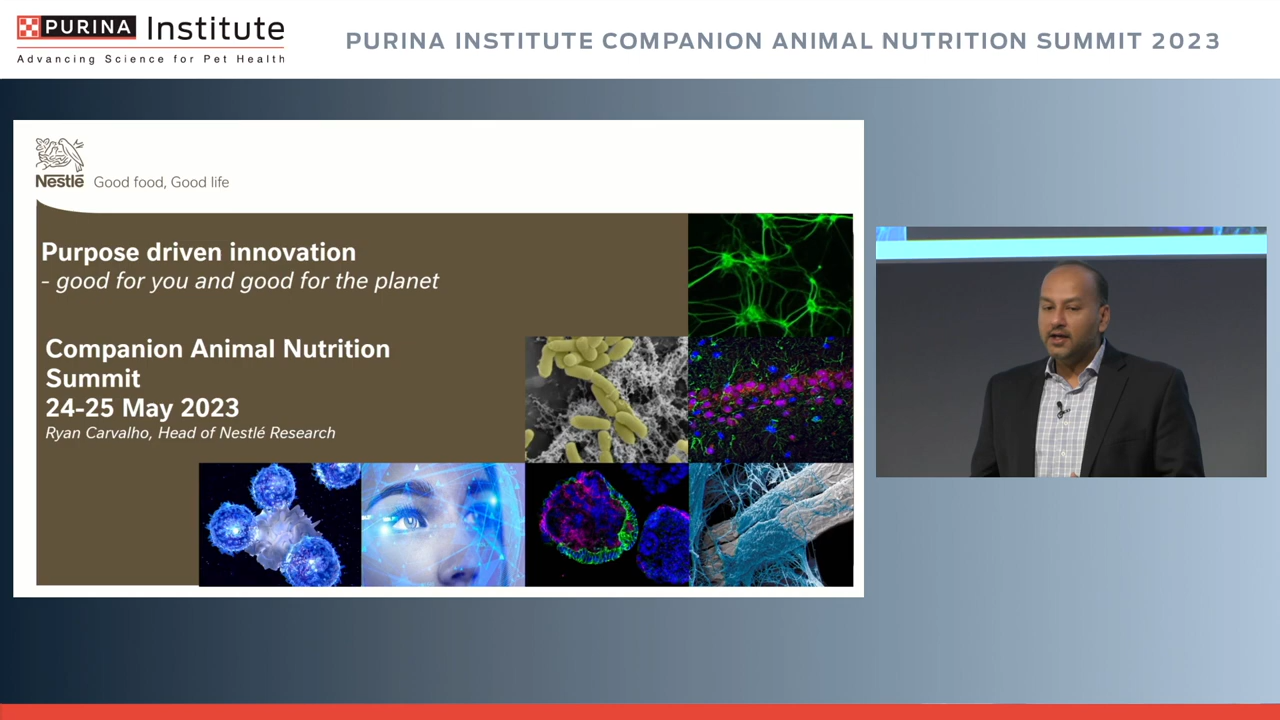 PURINA Institute
Advancing Science for Pet Health
PURINA INSTITUTE COMPANION ANIMAL NUTRITION SUMMIT 2023
Nestlé Good food, Good life
Purpose driven innovation
- good for you and good for the planet
Companion Animal Nutrition
Summit
24-25 May 2023
Ryan Carvalho, Head of Nestlé Research